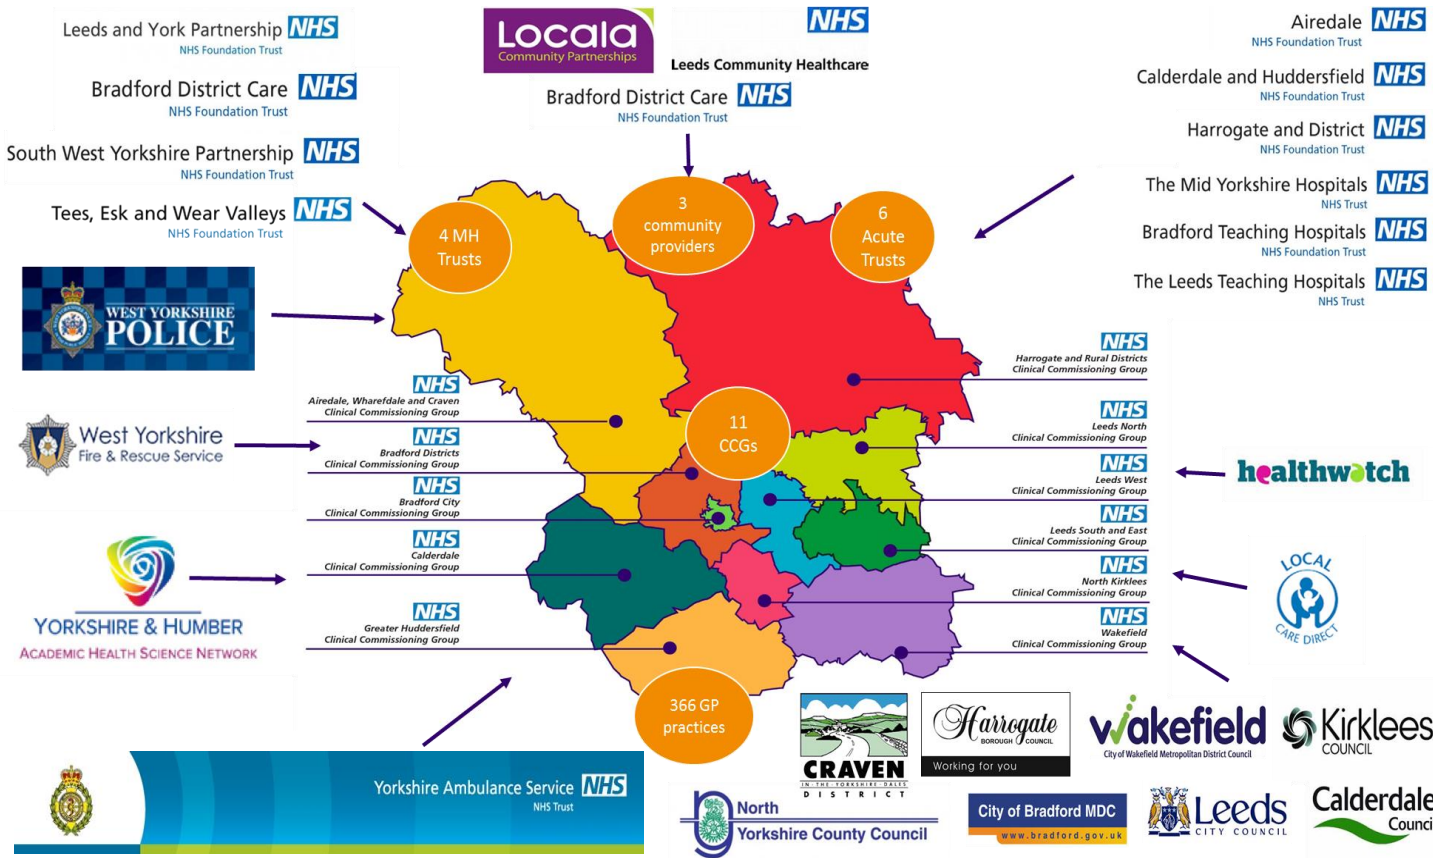 Leeds and York Partnership NHS
NHS Foundation Trust
Bradford District Care NHS
NHS Foundation Trust
South West Yorkshire Partnership NHS
NHS Foundation Trust
Tees, Esk and Wear Valleys NHS
NHS Foundation Trust
Locala
Community Partnerships
NHS
Leeds Community Healthcare
Bradford District Care NHS
NHS Foundation Trust
Airedale NHS
NHS Foundation Trust
Calderdale and Huddersfield NHS
NHS Foundation Trust
Harrogate and District NHS
NHS Foundation Trust
The Mid Yorkshire Hospitals NHS
NHS Trust
Bradford Teaching Hospitals NHS
NHS Foundation Trust
The Leeds Teaching Hospitals NHS
NHS Trust
4 MH
Trusts
3
community
providers
6
Acute
Trusts
WEST YORKSHIRE
POLICE
West Yorkshire
Fire & Rescue Service
YORKSHIRE & HUMBER
ACADEMIC HEALTH SCIENCE NETWORK
NHS
Airedale, Wharefdale and Craven
Clinical Commissioning Group
NHS
Bradford Districts
Clinical Commissioning Group
NHS
Bradford City
Clinical Commissioning Group
NHS
Calderdale
Clinical Commissioning Group
NHS
Greater Huddersfield
Clinical Commissioning Group
11
CCGs
NHS
Harrogate and Rural Districts
Clinical Commissioning Group
NHS
Leeds North
Clinical Commissioning Group
NHS
Leeds West
Clinical Commissioning Group
NHS
Leeds South and East
Clinical Commissioning Group
NHS
North Kirklees
Clinical Commissioning Group
NHS
Wakefield
Clinical Commissioning Group
healthwatch
LOCAL
CARE DIRECT
366 GP
practices
Yorkshire Ambulance Service NHS
NHS Trust
CRAVEN
IN·THE·YORKSHIRE·DALES
DISTRICT
Harrogate
BOROUGH COUNCIL
Working for you
wakefield
City of Wakefield Metropolitan District Council
Kirklees
COUNCIL
North
Yorkshire County Council
City of Bradford MDC
www.bradford.gov.uk
Leeds
CITY COUNCIL
Calderdale
Counci